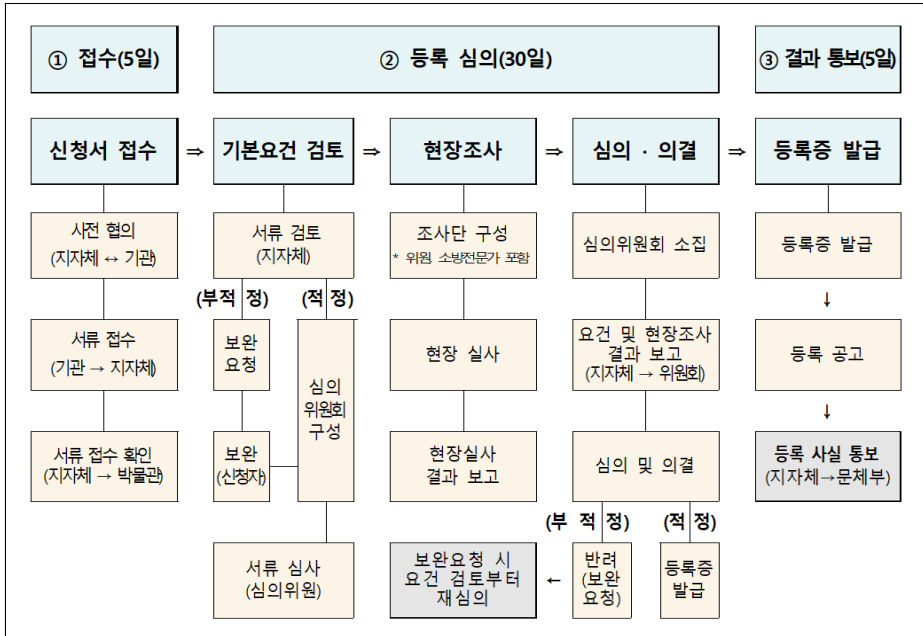 ① 접수(5일)
② 등록 심의(30일)
③ 결과 통보(5일)
신청서 접수 ⇒ 기본요건 검토 ⇒ 현장조사 ⇒ 심의 · 의결 ⇒ 등록증 발급
사전 협의
(지자체 ↔ 기관)
서류 접수
(기관 → 지자체)
서류 접수 확인
(지자체 → 박물관)
서류 검토
(지자체)
(부적 정)
(적정)
보완
요청
보완
(신청자)
심의
위원회
구성
서류 심사
(심의위원)
조사단 구성
* 위원 소방전문가 포함
현장 실사
현장실사
결과 보고
심의위원회 소집
요건 및 현장조사
결과 보고
(지자체 → 위원회)
심의 및 의결
(부 적정)
(적정)
반려
(보완
요청)
등록증
발급
←
보완요청 시
요건 검토부터
재심의
등록증 발급
↓
등록 공고
↓
등록 사실 통보
(지자체→문체부)